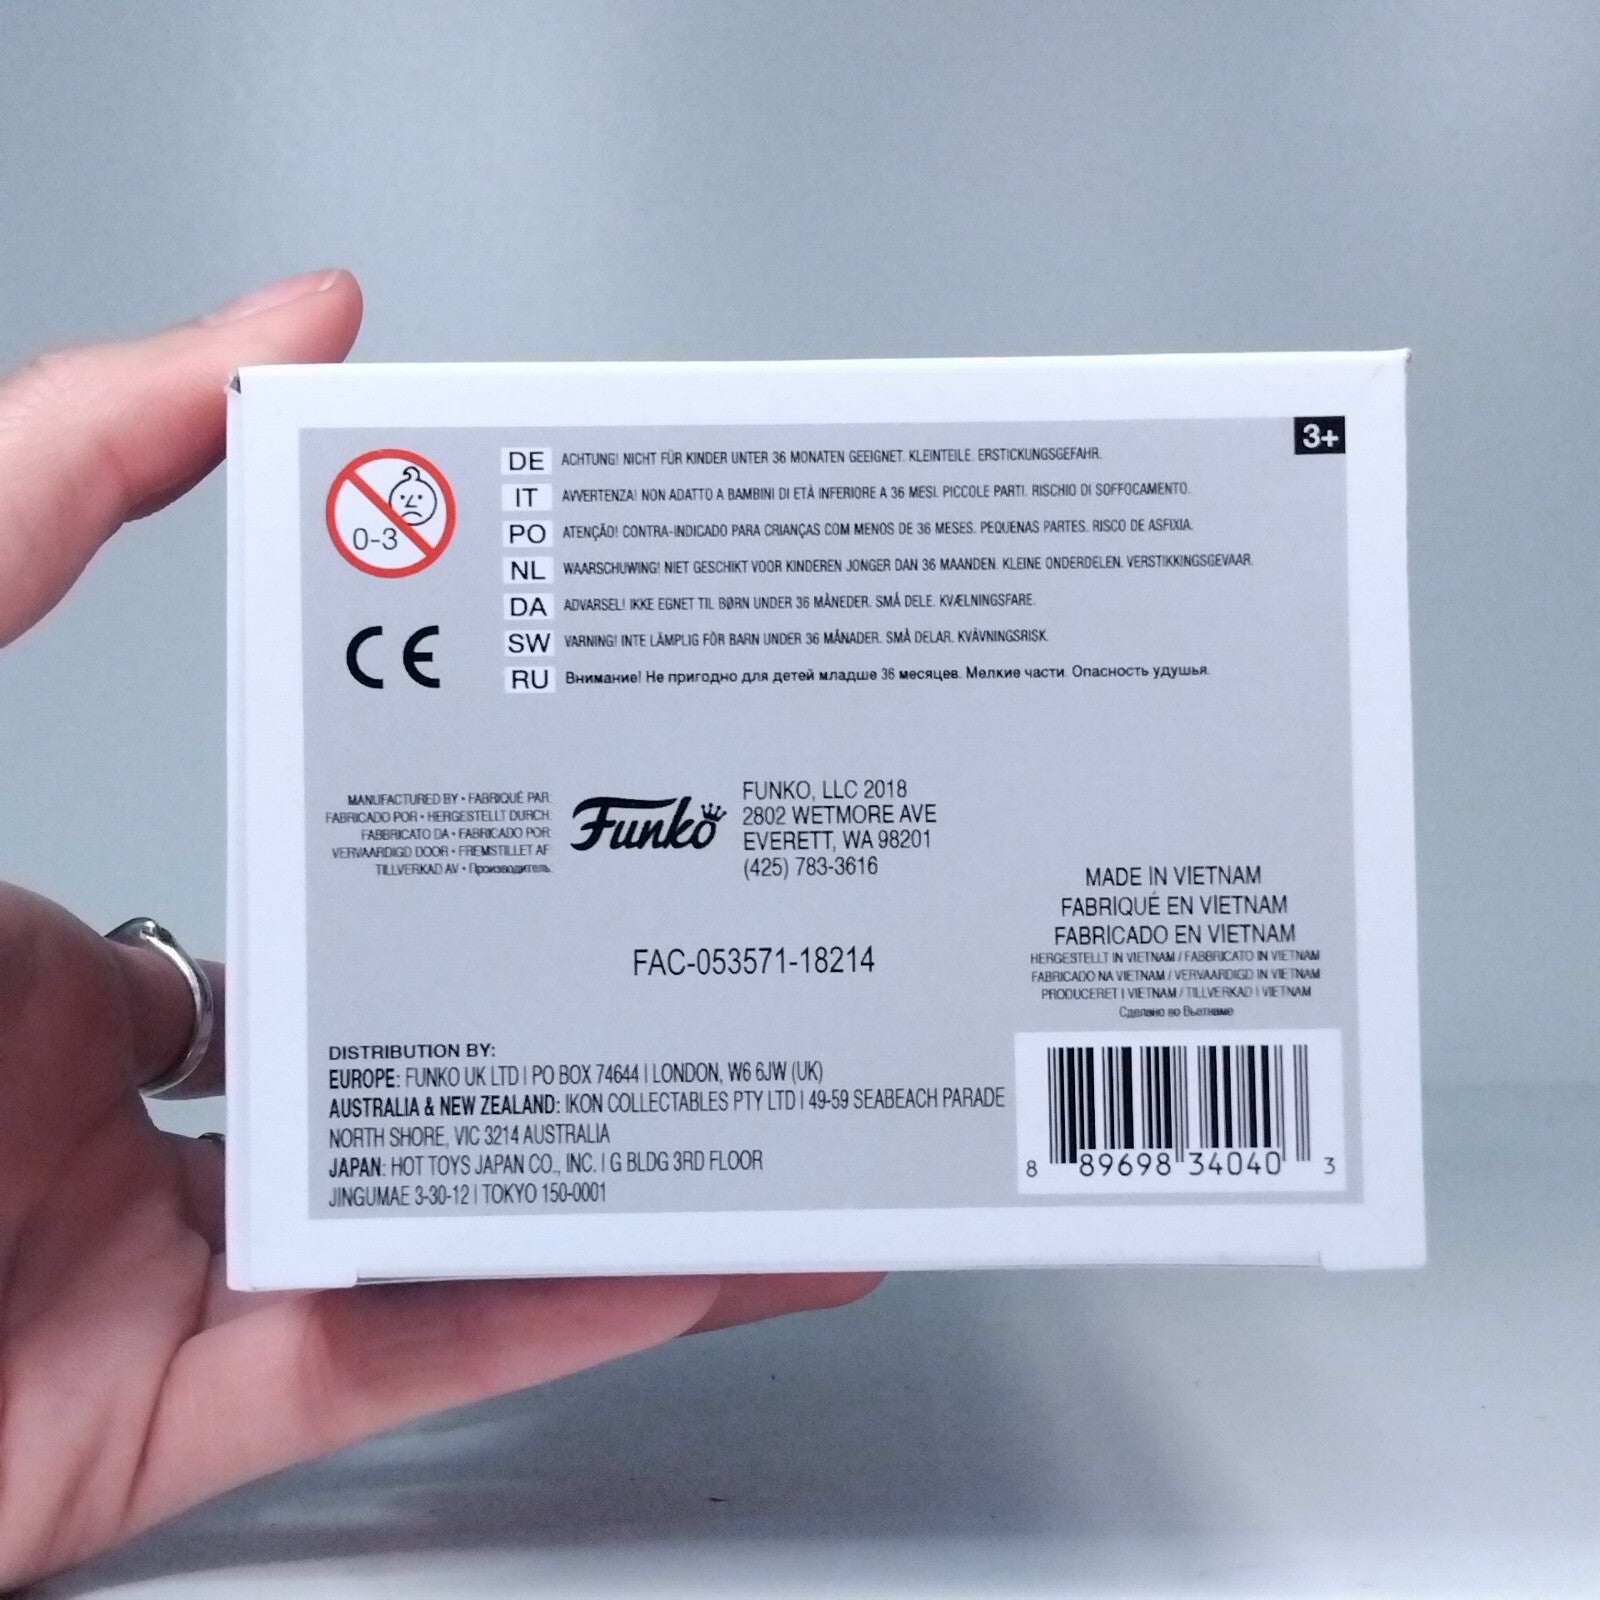 3+
0-3
DE ACHTUNG! NICHT FÜR KINDER UNTER 36 MONATEN GEEIGNET. KLEINTEILE. ERSTICKUNGSGEFAHR.
IT AVVERTENZA! NON ADATTO A BAMBINI DI ETÀ INFERIORE A 36 MESI. PICCOLE PARTI. RISCHIO DI SOFFOCAMENTO.
PO ATENÇÃO! CONTRA-INDICADO PARA CRIANÇAS COM MENOS DE 36 MESES. PEQUENAS PARTES. RISCO DE ASFIXIA.
NL WAARSCHUWING! NIET GESCHIKT VOOR KINDEREN JONGER DAN 36 MAANDEN. KLEINE ONDERDELEN. VERSTIKKINGSGEVAAR.
DA ADVARSEL! IKKE EGNET TIL BØRN UNDER 36 MÅNEDER. SMÅ DELE. KVÆLNINGSFARE.
SW VARNING! INTE LÄMPLIG FÖR BARN UNDER 36 MÅNADER. SMÅ DELAR. KVÄVNINGSRISK.
RU Внимание! Не пригодно для детей младше 36 месяцев. Мелкие части. Опасность удушья.
CE
MANUFACTURED BY • FABRIQUÉ PAR:
FABRICADO POR • HERGESTELLT DURCH:
FABBRICATO DA • FABRICADO POR:
VERVAARDIGD DOOR • FREMSTILLET AF:
TILLVERKAD AV • Производитель:
Funko
FUNKO, LLC 2018
2802 WETMORE AVE
EVERETT, WA 98201
(425) 783-3616
FAC-053571-18214
MADE IN VIETNAM
FABRIQUÉ EN VIETNAM
FABRICADO EN VIETNAM
HERGESTELLT IN VIETNAM / FABBRICATO IN VIETNAM
FABRICADO NA VIETNAM / VERVAARDIGD IN VIETNAM
PRODUCERET I VIETNAM / TILLVERKAD I VIETNAM
Сделано во Вьетнаме
DISTRIBUTION BY:
EUROPE: FUNKO UK LTD | PO BOX 74644 | LONDON, W6 6JW (UK)
AUSTRALIA & NEW ZEALAND: IKON COLLECTABLES PTY LTD | 49-59 SEABEACH PARADE
NORTH SHORE, VIC 3214 AUSTRALIA
JAPAN: HOT TOYS JAPAN CO., INC. | G BLDG 3RD FLOOR
JINGUMAE 3-30-12 | TOKYO 150-0001
8 89698 34040 3